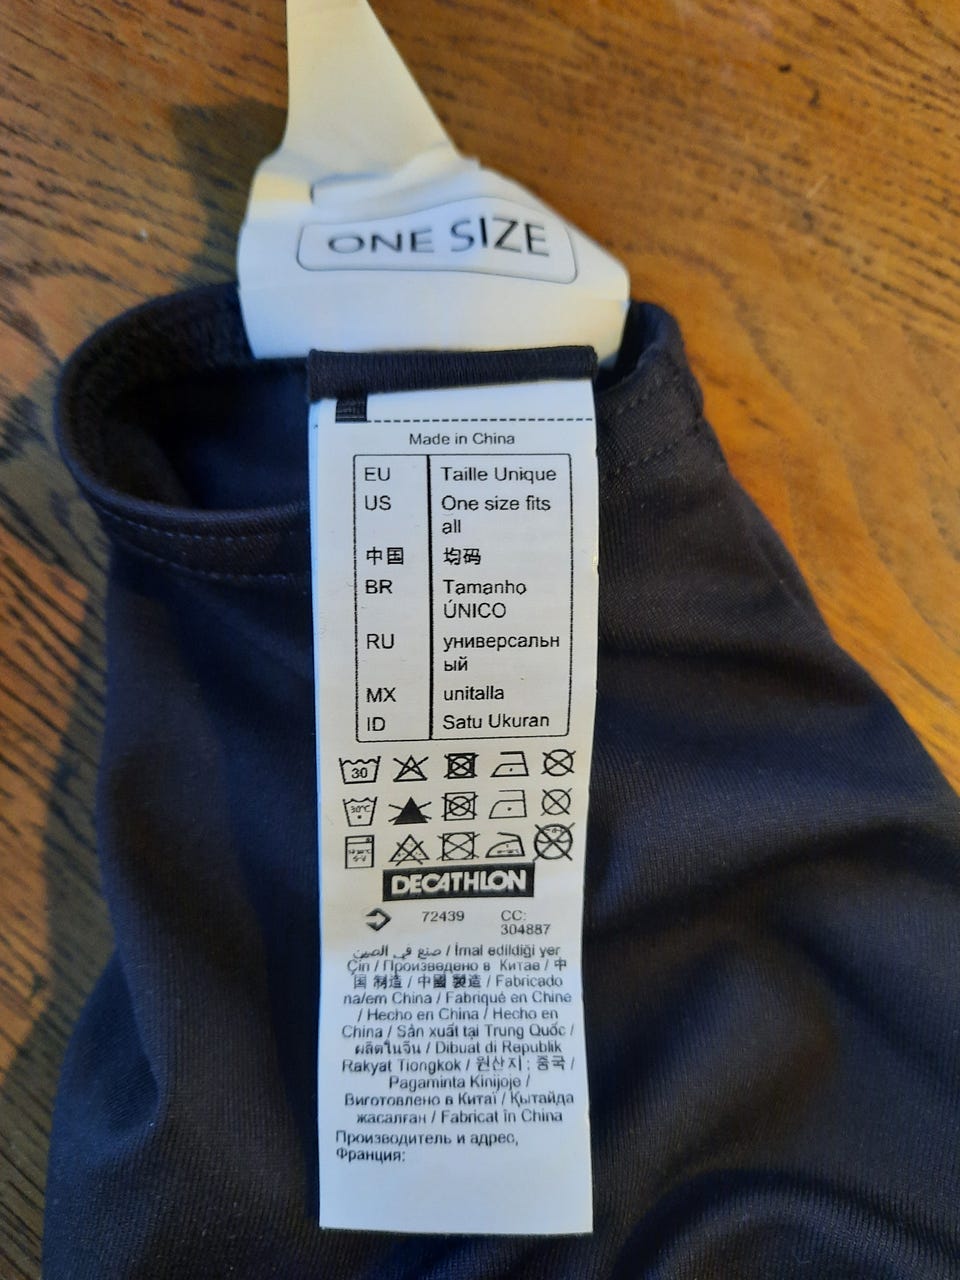 ONE SIZE
Made in China
EU Taille Unique
US One size fits
all
中国 均码
BR Tamanho
ÚNICO
RU универсальн
ый
MX unitalla
ID Satu Ukuran
30
30°C
DECATHLON
72439 CC:
304887
صنع في الصين / İmal edildiği yer
Çin / Произведено в Китае / 中
国 制造 / 中國 製造 / Fabricado
na/em China / Fabriqué en Chine
/ Hecho en China / Hecho en
China / Sản xuất tại Trung Quốc /
ผลิตในจีน / Dibuat di Republik
Rakyat Tiongkok / 원산지 : 중국 /
Pagaminta Kinijoje /
Виготовлено в Китаї / Қытайда
жасалған / Fabricat în China
Производитель и адрес,
Франция: